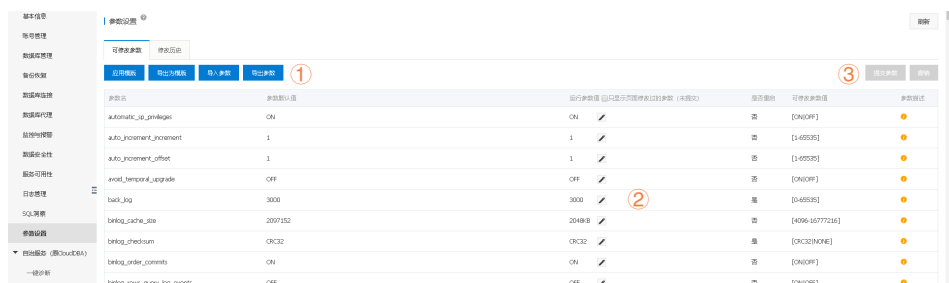 基本信息
账号管理
数据库管理
备份恢复
数据库连接
数据库代理
监控与报警
数据安全性
服务可用性
日志管理
SQL洞察
参数设置
自治服务 (原CloudDBA)
一键诊断
参数设置
刷新
可修改参数 修改历史
应用模版 导出为模版 导入参数 导出参数 ① ③ 提交参数 撤销
参数名 参数默认值 运行参数值 只显示页面修改过的参数（未提交） 是否重启 可修改参数值 参数描述
automatic_sp_privileges ON ON 否 [ON|OFF]
auto_increment_increment 1 1 否 [1-65535]
auto_increment_offset 1 1 否 [1-65535]
avoid_temporal_upgrade OFF OFF 否 [ON|OFF]
back_log 3000 3000 ② 是 [0-65535]
binlog_cache_size 2097152 2048KB 否 [4096-16777216]
binlog_checksum CRC32 CRC32 是 [CRC32|NONE]
binlog_order_commits ON ON 否 [ON|OFF]
binlog_rows_query_log_events OFF OFF 否 [ON|OFF]